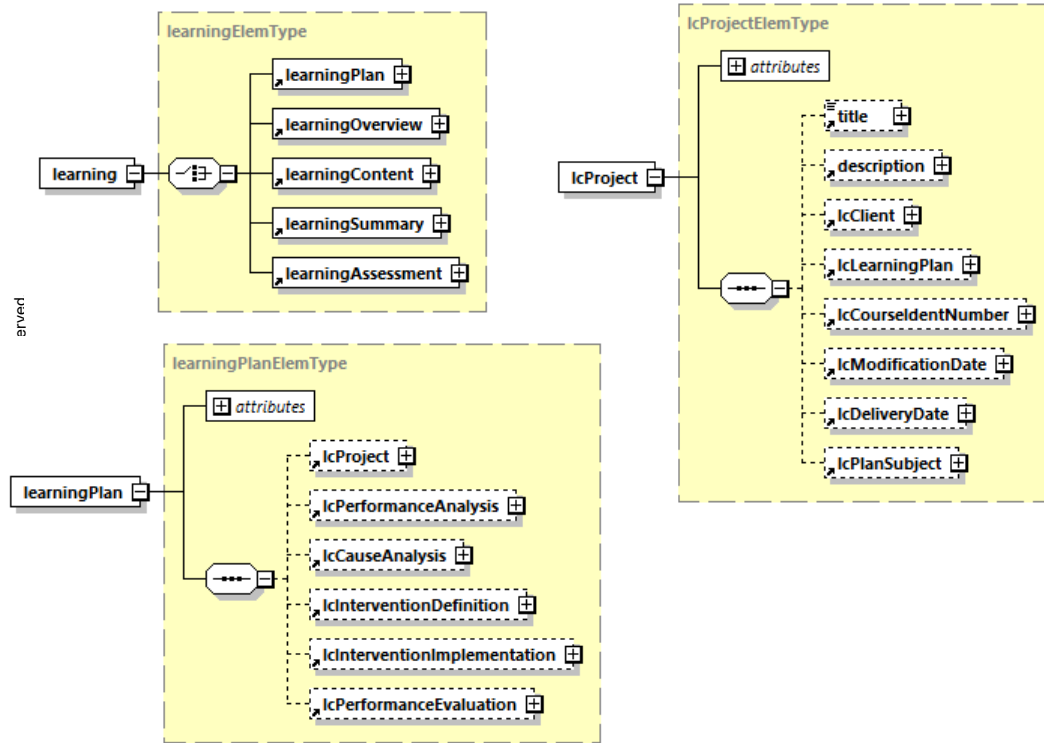 learningElemType
learning
learningPlan
learningOverview
learningContent
learningSummary
learningAssessment
lcProjectElemType
lcProject
attributes
title
description
lcClient
lcLearningPlan
lcCourseIdentNumber
lcModificationDate
lcDeliveryDate
lcPlanSubject
erved
learningPlanElemType
learningPlan
attributes
lcProject
lcPerformanceAnalysis
lcCauseAnalysis
lcInterventionDefinition
lcInterventionImplementation
lcPerformanceEvaluation